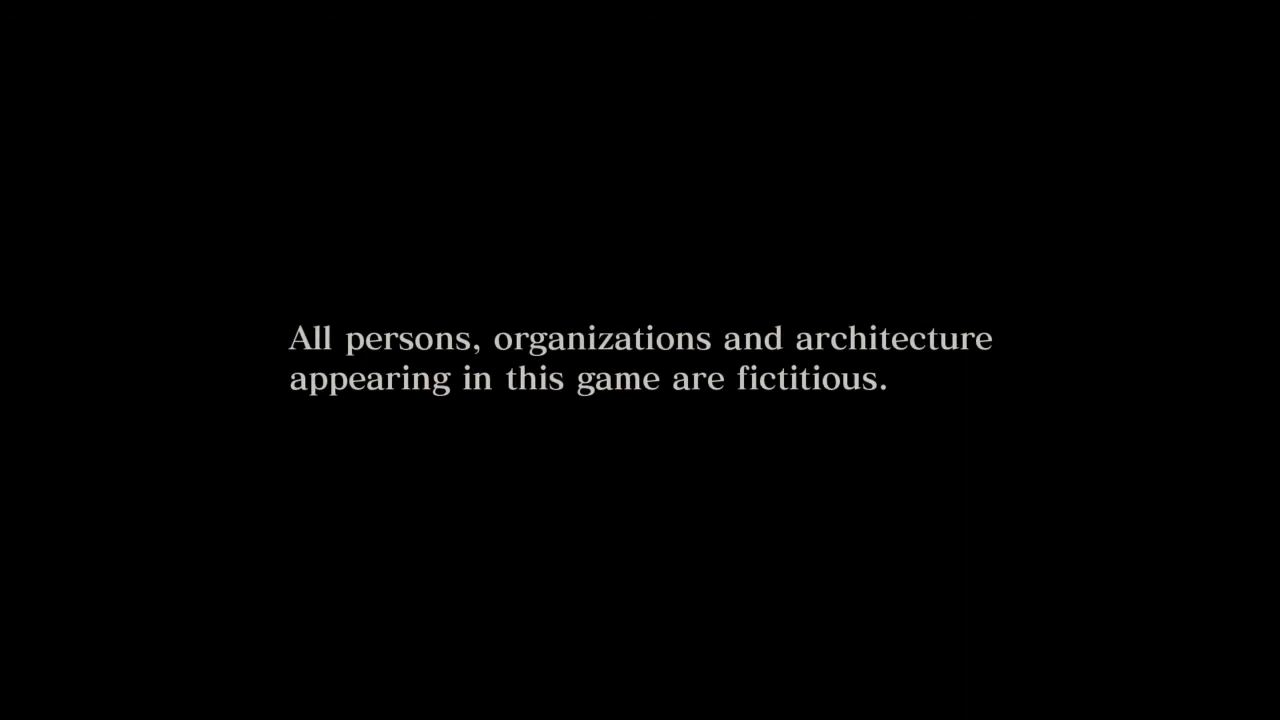 All persons, organizations and architecture
appearing in this game are fictitious.